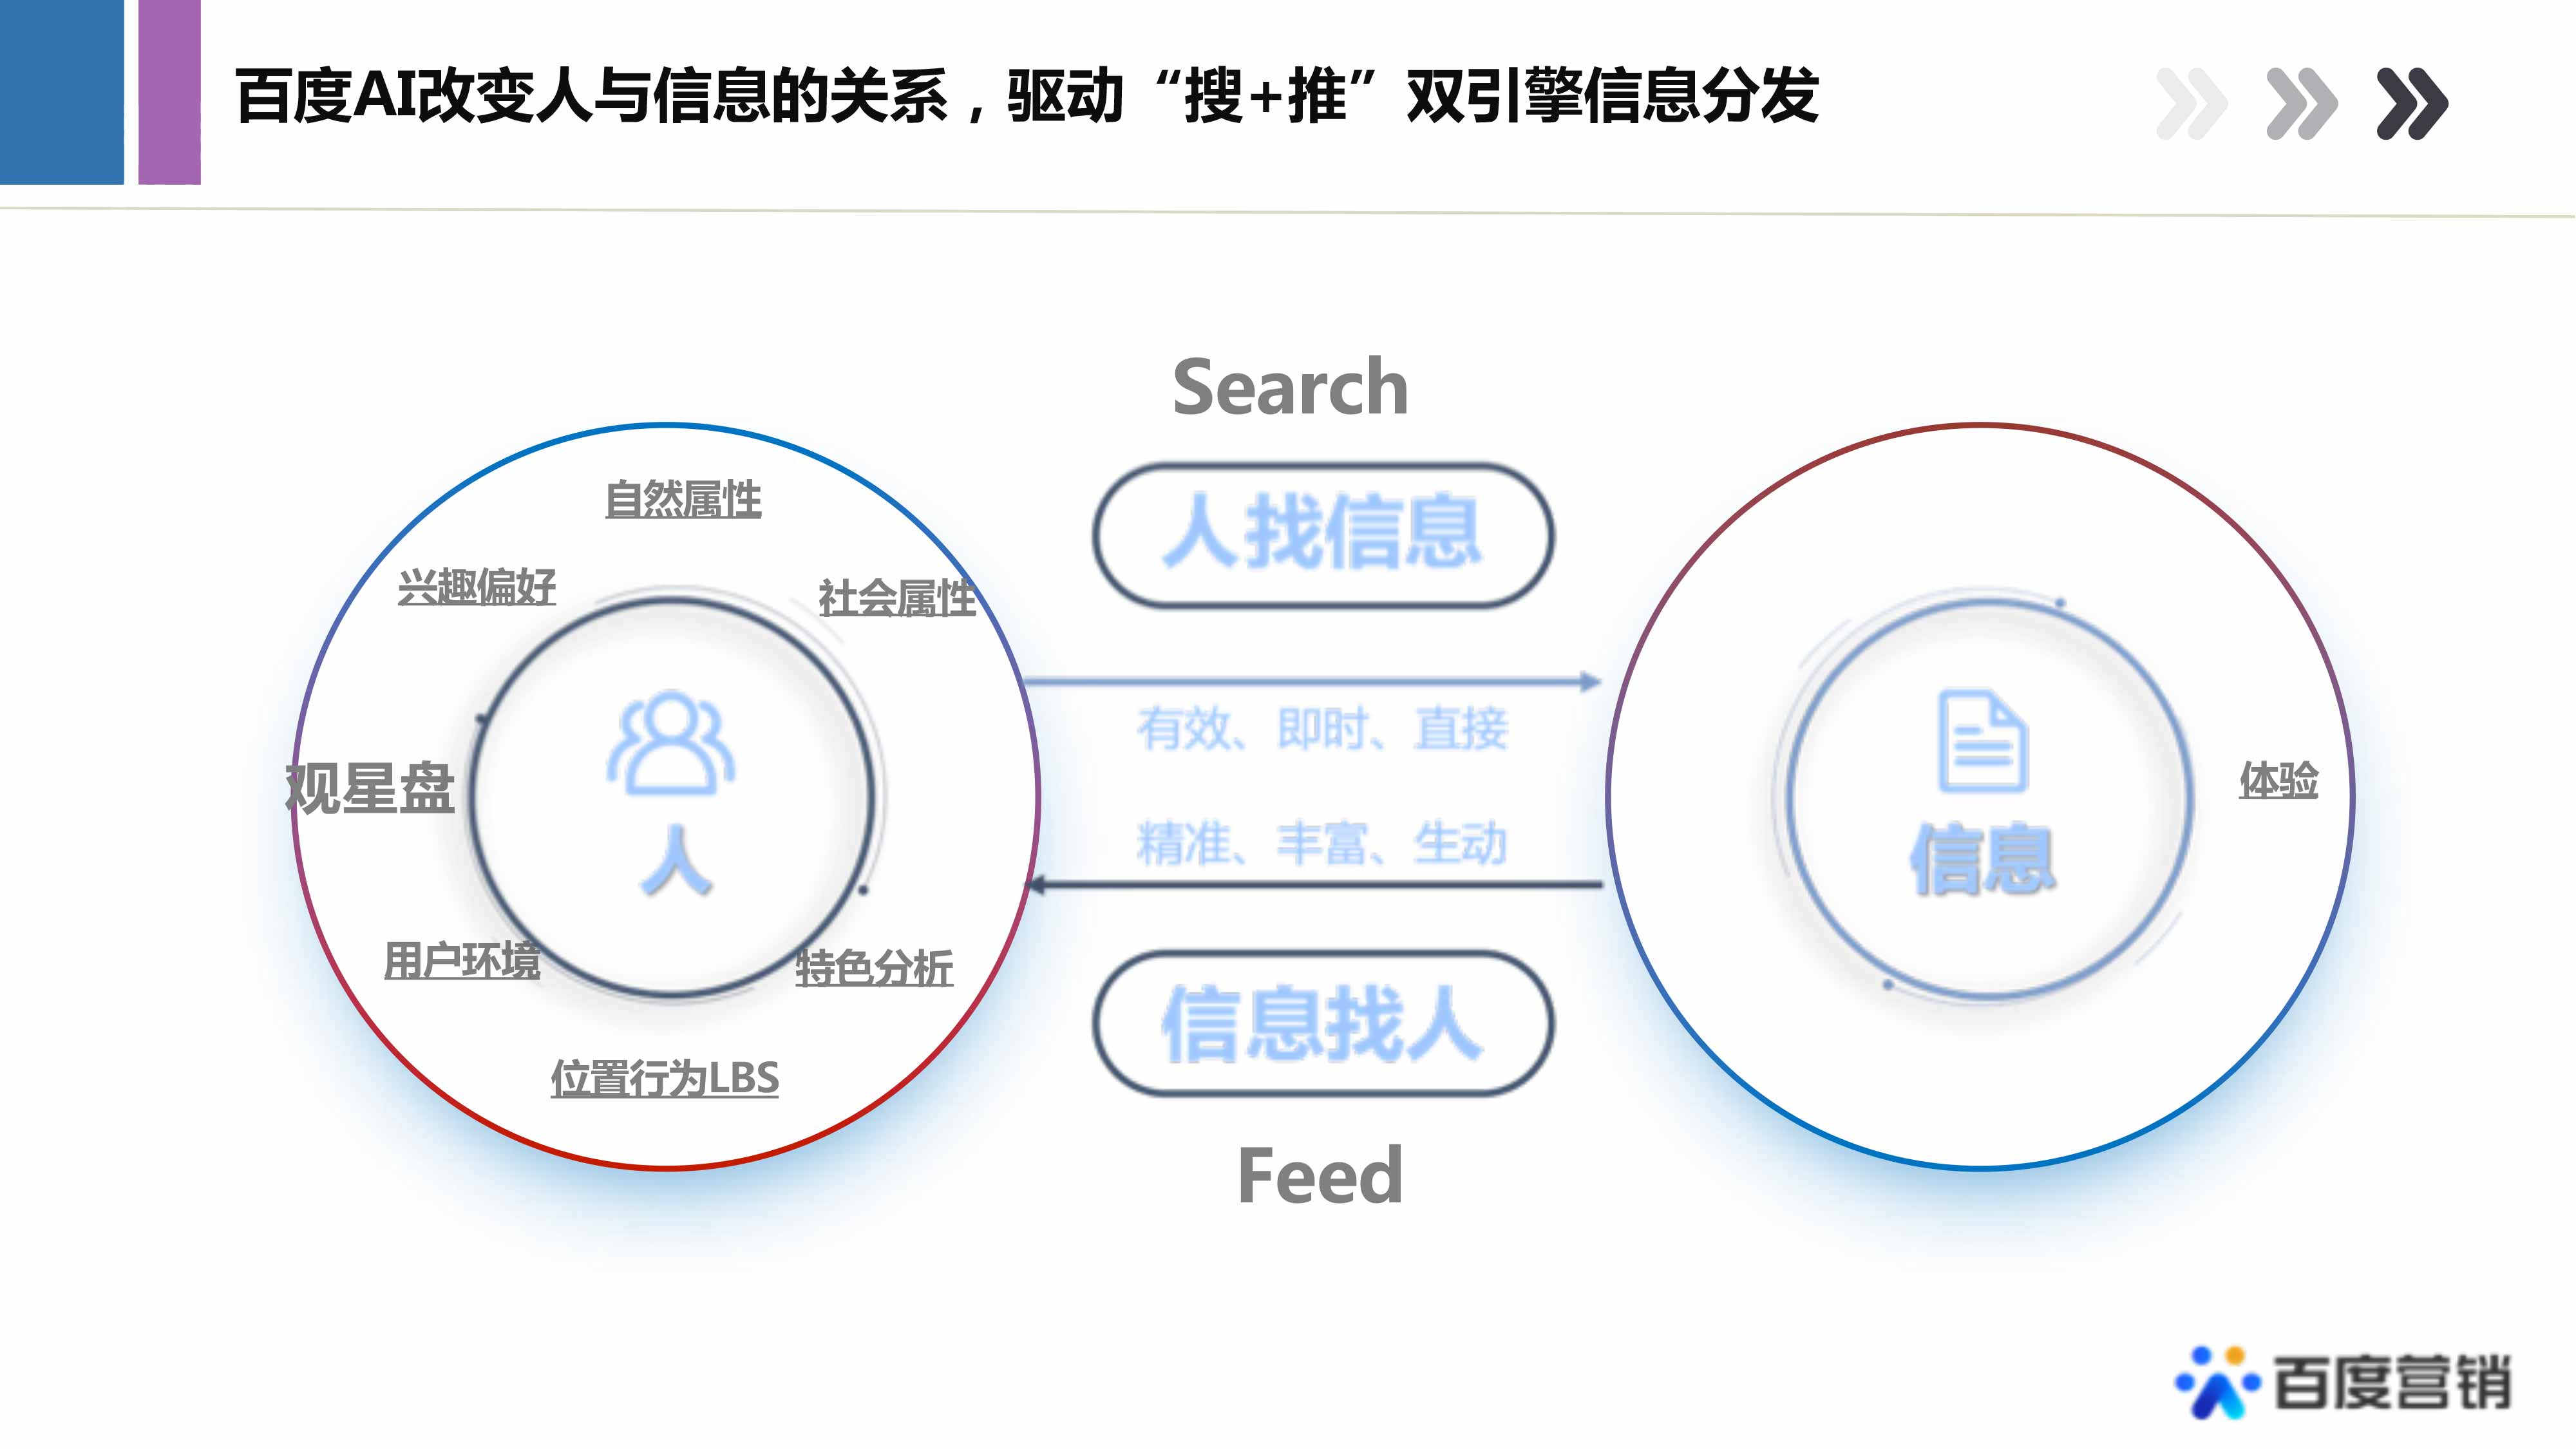 百度AI改变人与信息的关系，驱动“搜+推”双引擎信息分发
Search
人找信息
自然属性
兴趣偏好
社会属性
有效、即时、直接
观星盘
人
信息
体验
精准、丰富、生动
用户环境
特色分析
信息找人
位置行为LBS
Feed
百度营销